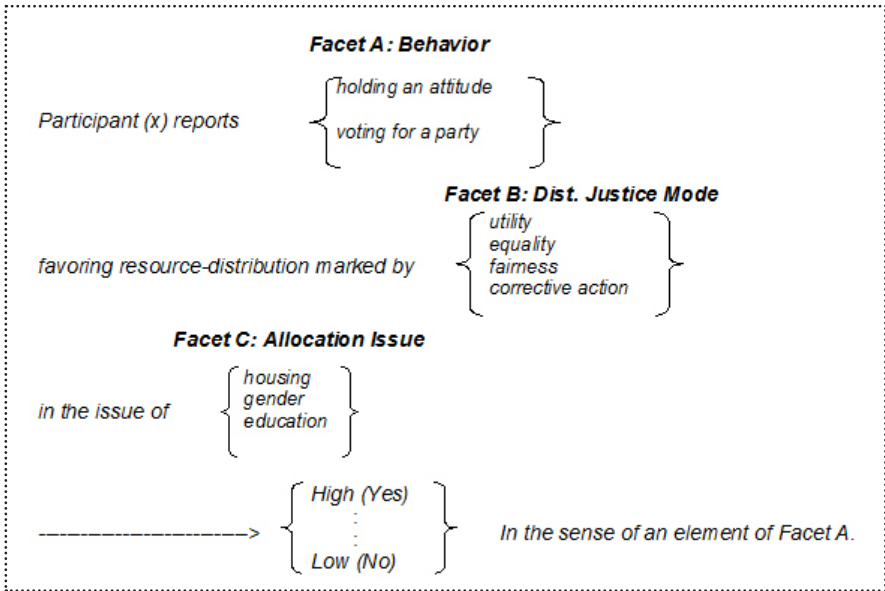 Facet A: Behavior
holding an attitude
Participant (x) reports
voting for a party
Facet B: Dist. Justice Mode
utility
equality
favoring resource-distribution marked by
fairness
corrective action
Facet C: Allocation Issue
housing
gender
in the issue of
education
High (Yes)
:
:
----------------------------> In the sense of an element of Facet A.
Low (No)